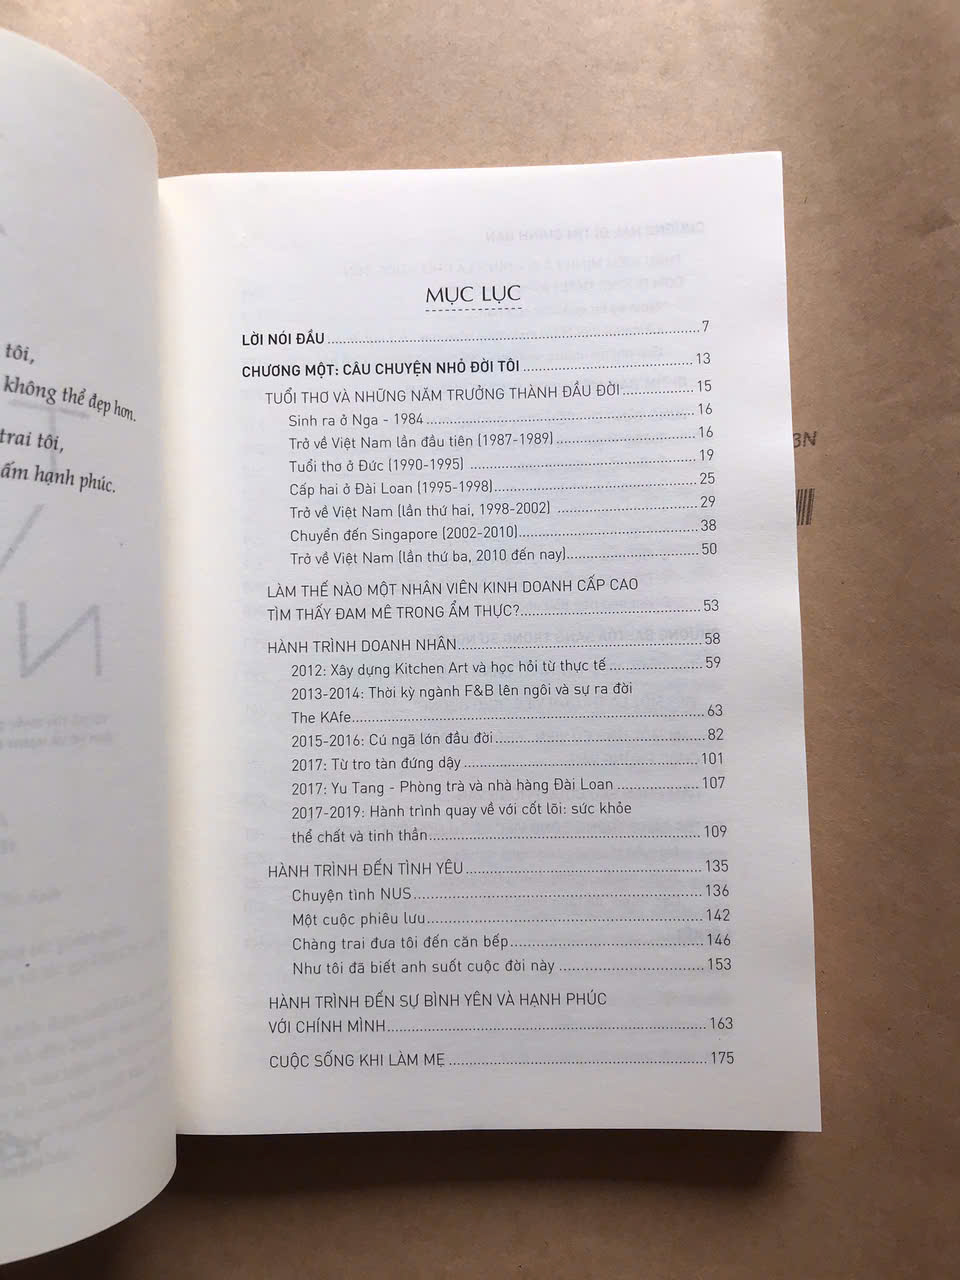 tôi,
không thể đẹp hơn.
trai tôi,
ấm hạnh phúc.
MỤC LỤC
LỜI NÓI ĐẦU 7
CHƯƠNG MỘT: CÂU CHUYỆN NHỎ ĐỜI TÔI 13
TUỔI THƠ VÀ NHỮNG NĂM TRƯỞNG THÀNH ĐẦU ĐỜI 15
Sinh ra ở Nga - 1984 16
Trở về Việt Nam lần đầu tiên (1987-1989) 16
Tuổi thơ ở Đức (1990-1995) 19
Cấp hai ở Đài Loan (1995-1998) 25
Trở về Việt Nam (lần thứ hai, 1998-2002) 29
Chuyển đến Singapore (2002-2010) 38
Trở về Việt Nam (lần thứ ba, 2010 đến nay) 50
LÀM THẾ NÀO MỘT NHÂN VIÊN KINH DOANH CẤP CAO
TÌM THẤY ĐAM MÊ TRONG ẨM THỰC? 53
HÀNH TRÌNH DOANH NHÂN 58
2012: Xây dựng Kitchen Art và học hỏi từ thực tế 59
2013-2014: Thời kỳ ngành F&B lên ngôi và sự ra đời
The KAfe 63
2015-2016: Cú ngã lớn đầu đời 82
2017: Từ tro tàn đứng dậy 101
2017: Yu Tang - Phòng trà và nhà hàng Đài Loan 107
2017-2019: Hành trình quay về với cốt lõi: sức khỏe
thể chất và tinh thần 109
HÀNH TRÌNH ĐẾN TÌNH YÊU 135
Chuyện tình NUS 136
Một cuộc phiêu lưu 142
Chàng trai đưa tôi đến căn bếp 146
Như tôi đã biết anh suốt cuộc đời này 153
HÀNH TRÌNH ĐẾN SỰ BÌNH YÊN VÀ HẠNH PHÚC
VỚI CHÍNH MÌNH 163
CUỘC SỐNG KHI LÀM MẸ 175